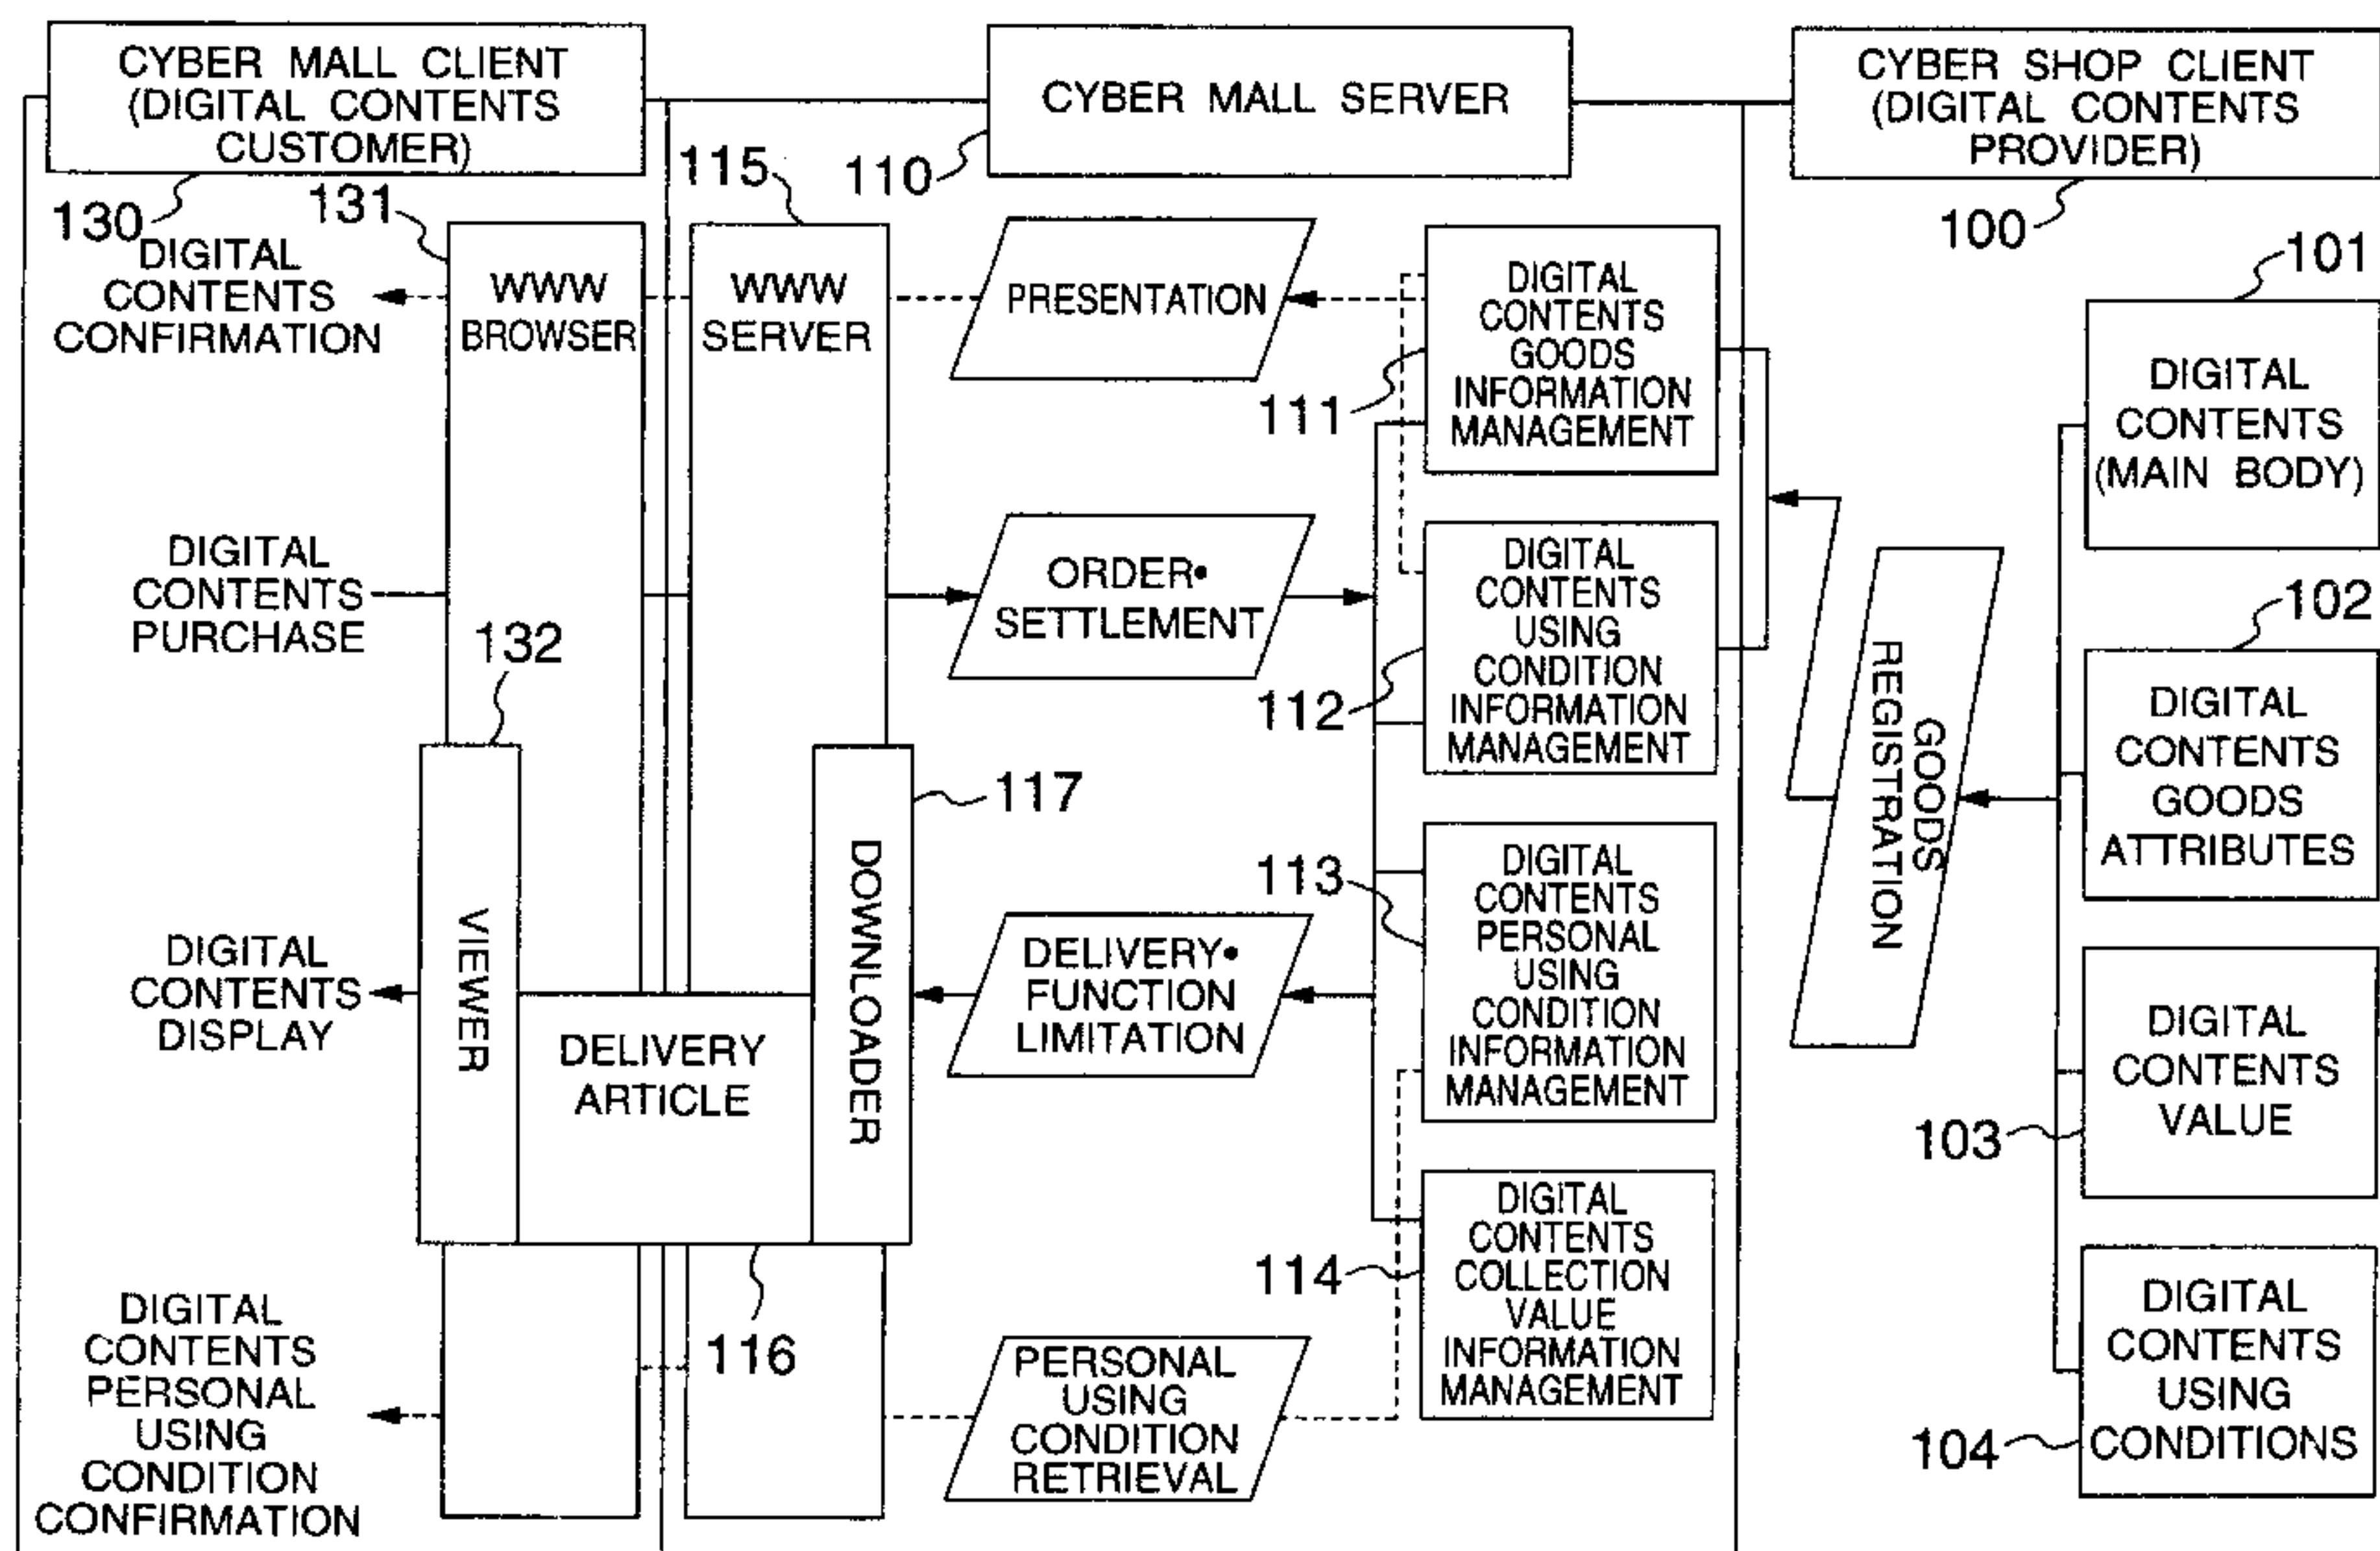 CYBER MALL CLIENT
(DIGITAL CONTENTS
CUSTOMER)
130
CYBER MALL SERVER
110
CYBER SHOP CLIENT
(DIGITAL CONTENTS
PROVIDER)
100
131
115
DIGITAL
CONTENTS
CONFIRMATION
WWW
BROWSER
WWW
SERVER
PRESENTATION
DIGITAL
CONTENTS
GOODS
INFORMATION
MANAGEMENT
111
101
DIGITAL
CONTENTS
(MAIN BODY)
DIGITAL
CONTENTS
PURCHASE
ORDER•
SETTLEMENT
DIGITAL
CONTENTS
USING
CONDITION
INFORMATION
MANAGEMENT
112
GOODS
REGISTRATION
102
DIGITAL
CONTENTS
GOODS
ATTRIBUTES
132
VIEWER
117
DOWNLOADER
DIGITAL
CONTENTS
DISPLAY
DELIVERY
ARTICLE
116
DELIVERY•
FUNCTION
LIMITATION
113
DIGITAL
CONTENTS
PERSONAL
USING
CONDITION
INFORMATION
MANAGEMENT
DIGITAL
CONTENTS
VALUE
103
DIGITAL
CONTENTS
PERSONAL
USING
CONDITION
CONFIRMATION
PERSONAL
USING
CONDITION
RETRIEVAL
114
DIGITAL
CONTENTS
COLLECTION
VALUE
INFORMATION
MANAGEMENT
DIGITAL
CONTENTS
USING
CONDITIONS
104